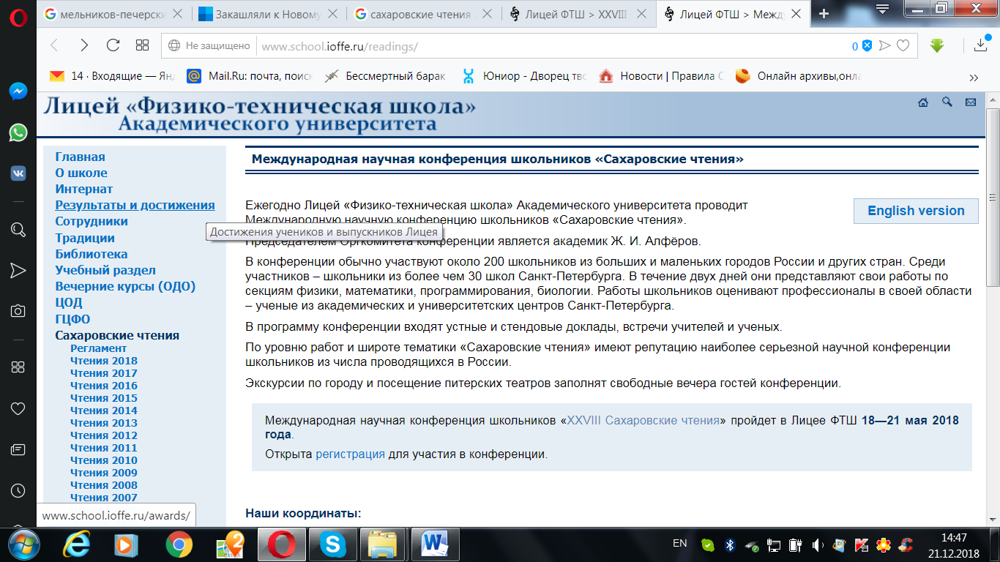 мельников-печерски
Закашляли к Новому
сахаровские чтения
Лицей ФТШ > XXVIII
Лицей ФТШ > Межд
Не защищено
www.school.ioffe.ru/readings/
0
14 · Входящие — Янд
Mail.Ru: почта, поиск
Бессмертный барак
Юниор - Дворец тво
Новости | Правила С
Онлайн архивы,онла
»
Лицей «Физико-техническая школа»
Академического университета
Главная
О школе
Интернат
Результаты и достижения
Сотрудники
Традиции
Библиотека
Учебный раздел
Вечерние курсы (ОДО)
ЦОД
ГЦФО
Сахаровские чтения
Регламент
Чтения 2018
Чтения 2017
Чтения 2016
Чтения 2015
Чтения 2014
Чтения 2013
Чтения 2012
Чтения 2011
Чтения 2010
Чтения 2009
Чтения 2008
Чтения 2007
www.school.ioffe.ru/awards/
Достижения учеников и выпускников Лицея
Международная научная конференция школьников «Сахаровские чтения»
English version
Ежегодно Лицей «Физико-техническая школа» Академического университета проводит
Международную научную конференцию школьников «Сахаровские чтения».
Председателем Оргкомитета конференции является академик Ж. И. Алфёров.
В конференции обычно участвуют около 200 школьников из больших и маленьких городов России и других стран. Среди
участников – школьники из более чем 30 школ Санкт-Петербурга. В течение двух дней они представляют свои работы по
секциям физики, математики, программирования, биологии. Работы школьников оценивают профессионалы в своей области
– ученые из академических и университетских центров Санкт-Петербурга.
В программу конференции входят устные и стендовые доклады, встречи учителей и ученых.
По уровню работ и широте тематики «Сахаровские чтения» имеют репутацию наиболее серьезной научной конференции
школьников из числа проводящихся в России.
Экскурсии по городу и посещение питерских театров заполнят свободные вечера гостей конференции.
Международная научная конференция школьников «XXVIII Сахаровские чтения» пройдет в Лицее ФТШ 18—21 мая 2018
года.
Открыта регистрация для участия в конференции.
Наши координаты:
EN
14:47
21.12.2018